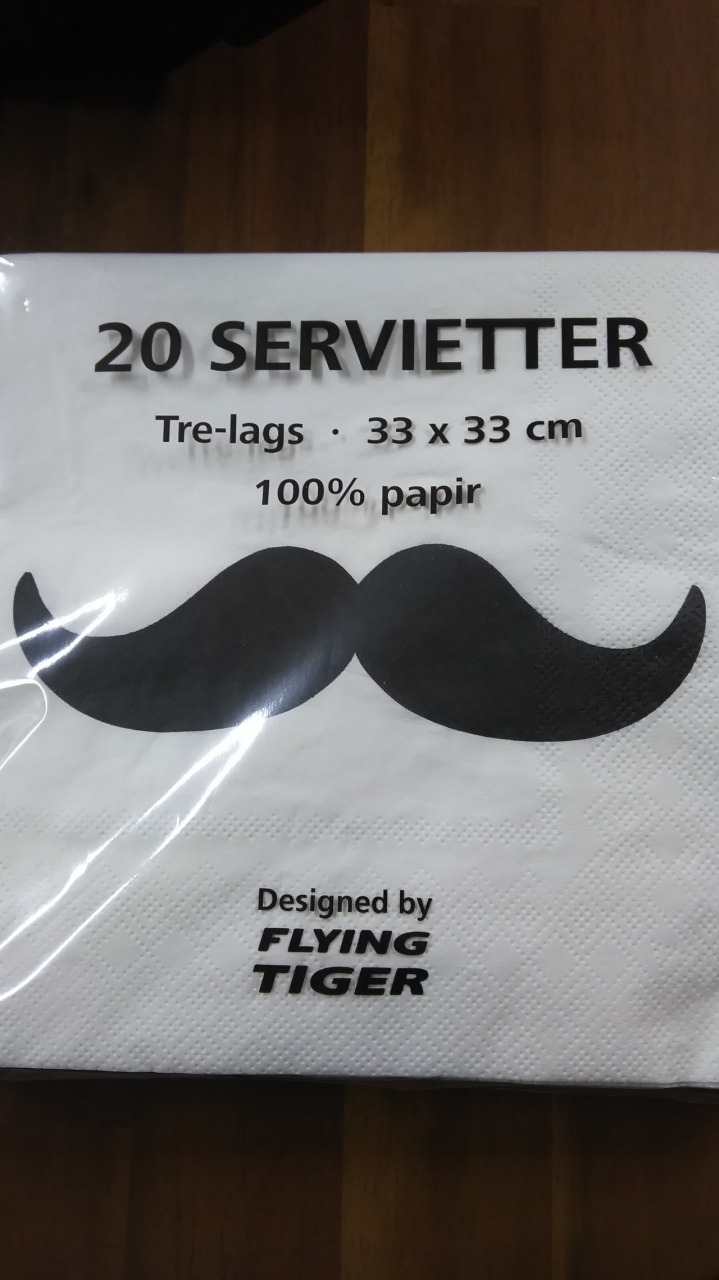 20 SERVIETTER
Tre-lags · 33 x 33 cm
100% papir
Designed by
FLYING
TIGER